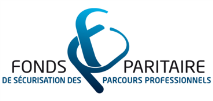 FONDS PARITAIRE
DE SÉCURISATION DES PARCOURS PROFESSIONNELS